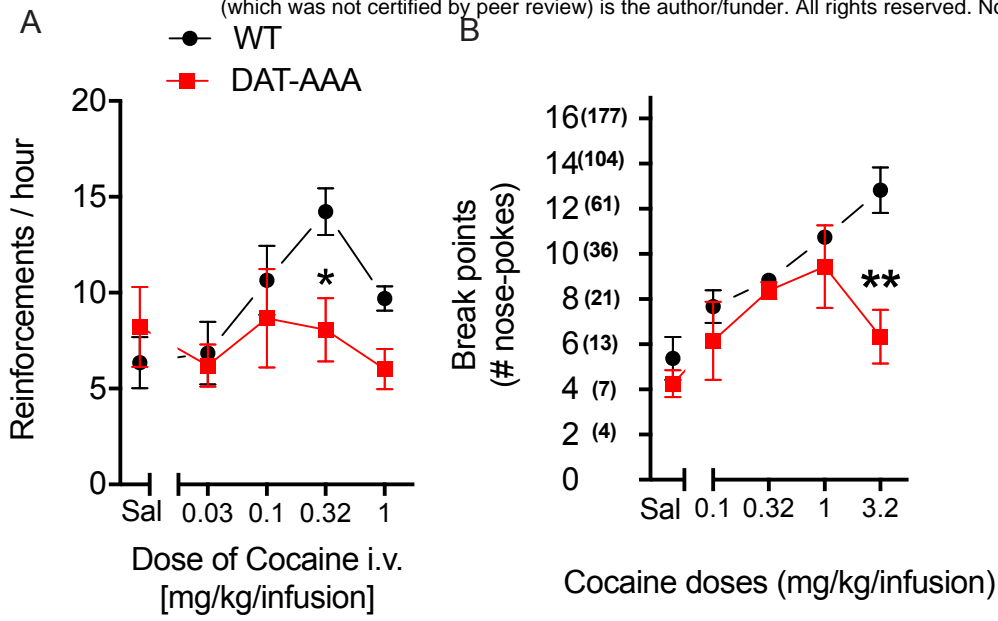 (which was not certified by peer review) is the author/funder. All rights reserved. No
A
B
WT
DAT-AAA
Reinforcements / hour
20
15
10
5
0
Sal 0.03 0.1 0.32 1
*
Dose of Cocaine i.v.
[mg/kg/infusion]
Break points
(# nose-pokes)
16 (177)
14 (104)
12 (61)
10 (36)
8 (21)
6 (13)
4 (7)
2 (4)
0
**
Sal 0.1 0.32 1 3.2
Cocaine doses (mg/kg/infusion)